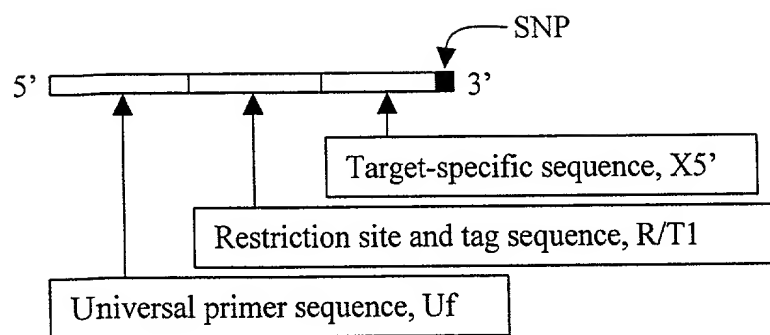 SNP
5’ 3’
Target-specific sequence, X5’
Restriction site and tag sequence, R/T1
Universal primer sequence, Uf